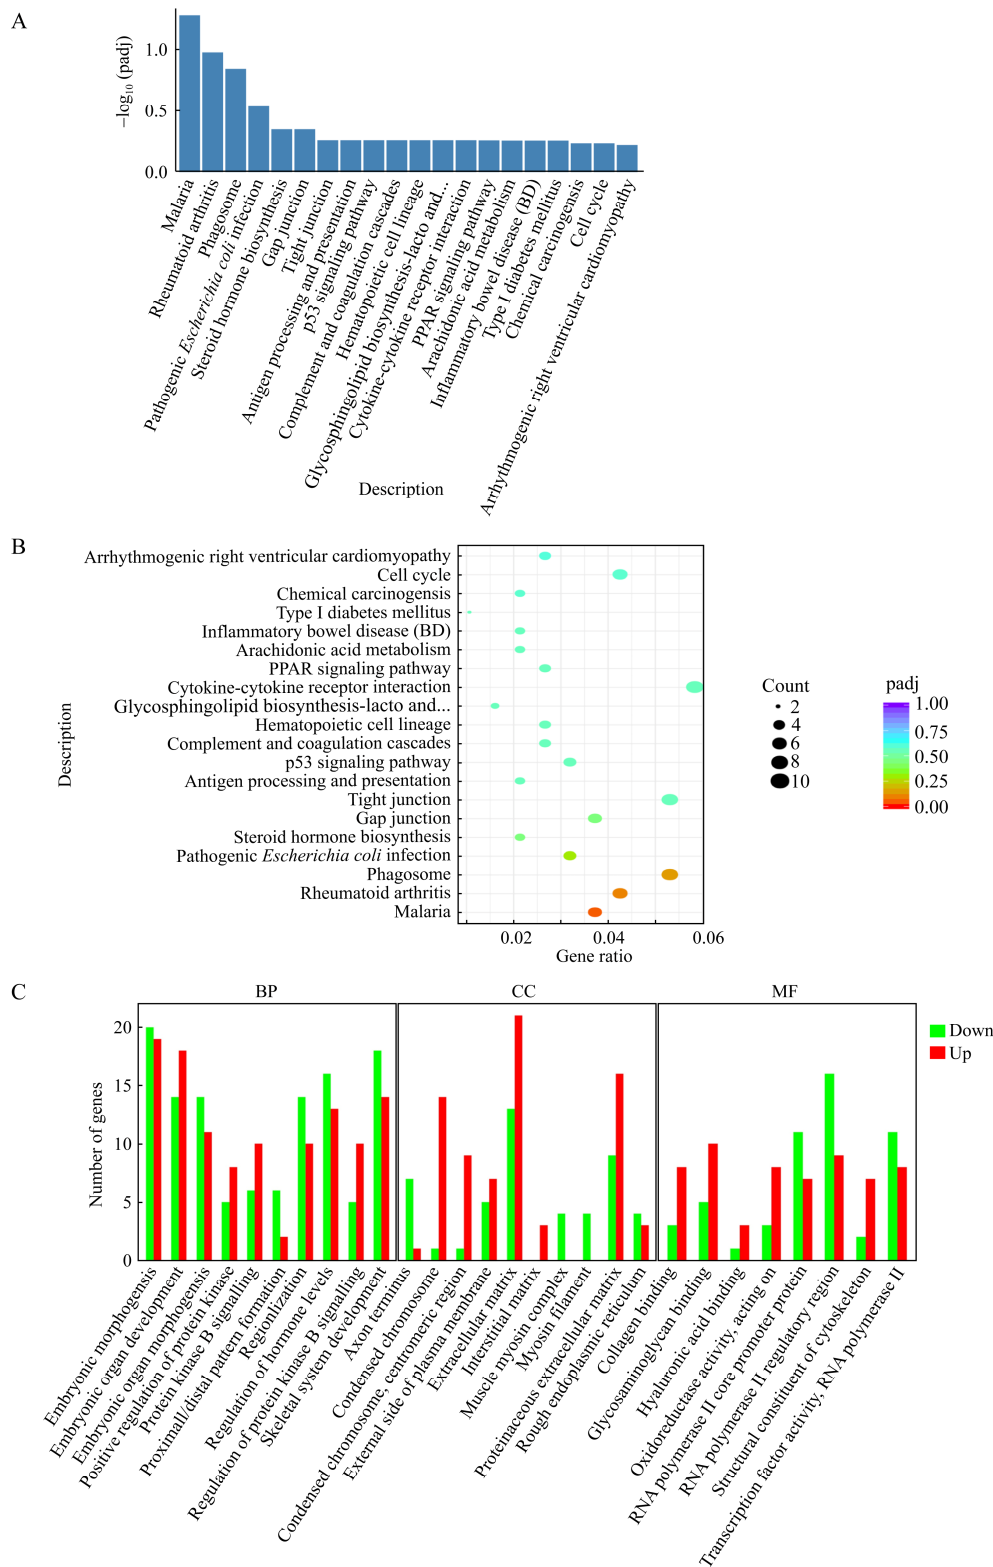 A
−log₁₀ (padj)
1.0
0.5
0.0
Malaria
Rheumatoid arthritis
Phagosome
Pathogenic Escherichia coli infection
Steroid hormone biosynthesis
Gap junction
Tight junction
Antigen processing and presentation
p53 signaling pathway
Complement and coagulation cascades
Hematopoietic cell lineage
Glycosphingolipid biosynthesis-lacto and...
Cytokine-cytokine receptor interaction
PPAR signaling pathway
Arachidonic acid metabolism
Inflammatory bowel disease (BD)
Type I diabetes mellitus
Chemical carcinogensis
Cell cycle
Arrhythmogenic right ventricular cardiomyopathy
Description
B
Description
Arrhythmogenic right ventricular cardiomyopathy
Cell cycle
Chemical carcinogensis
Type I diabetes mellitus
Inflammatory bowel disease (BD)
Arachidonic acid metabolism
PPAR signaling pathway
Cytokine-cytokine receptor interaction
Glycosphingolipid biosynthesis-lacto and...
Hematopoietic cell lineage
Complement and coagulation cascades
p53 signaling pathway
Antigen processing and presentation
Tight junction
Gap junction
Steroid hormone biosynthesis
Pathogenic Escherichia coli infection
Phagosome
Rheumatoid arthritis
Malaria
0.02 0.04 0.06
Gene ratio
Count
2
4
6
8
10
padj
1.00
0.75
0.50
0.25
0.00
C
BP CC MF
Down
Up
Number of genes
20
15
10
5
0
Embryonic morphogensis
Embryonic organ development
Embryonic organ morphogensis
Positive regulation of protein kinase
Protein kinase B signalling
Proximall/distal pattern formation
Regionlization
Regulation of hormone levels
Regulation of protein kinase B signalling
Skeletal system development
Axon terminus
Condensed chromosome
Condensed chromosome, centromeric region
External side of plasma membrane
Extracellular matrix
Interstitial matrix
Muscle myosin complex
Myosin filament
Proteinaceous extracellular matrix
Rough endoplasmic reticulum
Collagen binding
Glycosaminoglycan binding
Hyaluronic acid binding
Oxidoreductase activity, acting on
RNA polymerase II core promoter protein
RNA polymerase II regulatory region
Structural constituent of cytoskeleton
Transcription factor activity, RNA polymerase II